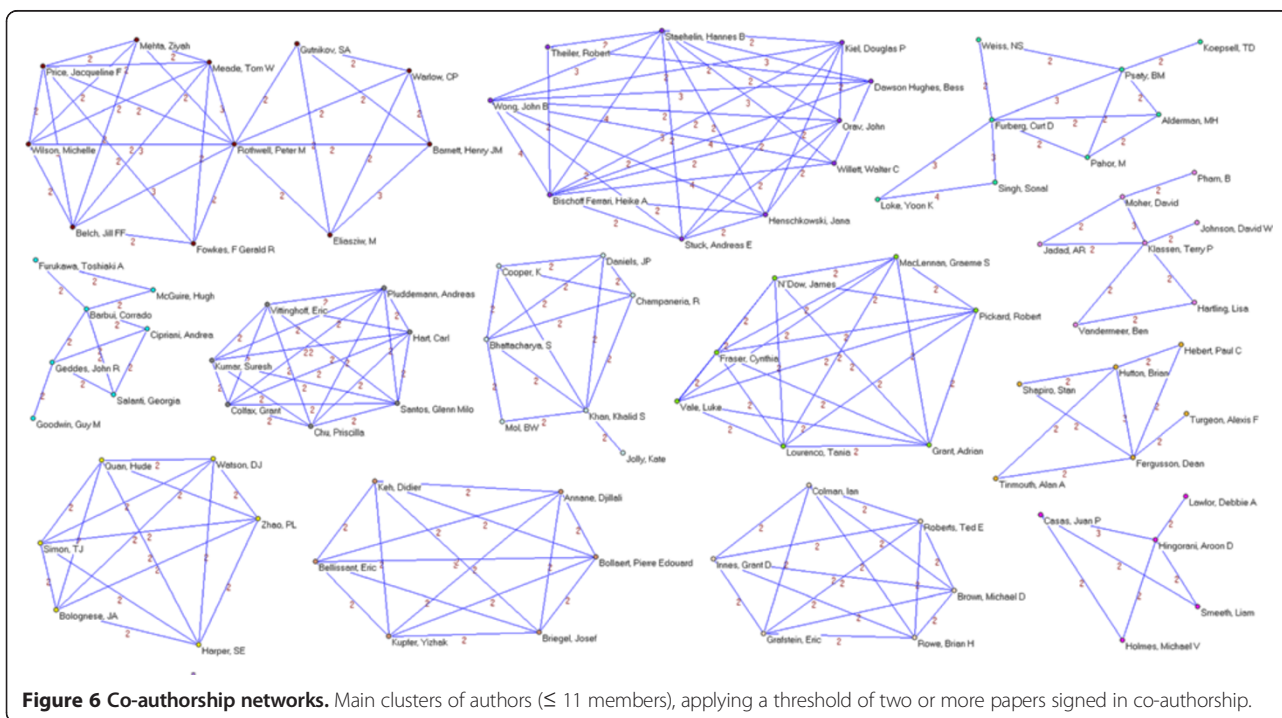 Mehta, Ziyah
Price, Jacqueline F
Meade, Tom W
Wilson, Michelle
Rothwell, Peter M
Belch, Jill FF
Fowkes, F Gerald R
Gutnikov, SA
Warlow, CP
Barnett, Henry JM
Eliasziw, M
Staehelin, Hannes B
Theiler, Robert
Kiel, Douglas P
Dawson Hughes, Bess
Wong, John B
Orav, John
Willett, Walter C
Bischoff Ferrari, Heike A
Henschkowski, Jana
Stuck, Andreas E
Weiss, NS
Koepsell, TD
Psaty, BM
Furberg, Curt D
Alderman, MH
Pahor, M
Singh, Sonal
Loke, Yoon K
Pham, B
Moher, David
Johnson, David W
Jadad, AR
Klassen, Terry P
Hartling, Lisa
Vandermeer, Ben
Furukawa, Toshiaki A
McGuire, Hugh
Barbui, Corrado
Cipriani, Andrea
Geddes, John R
Salanti, Georgia
Goodwin, Guy M
Pluddemann, Andreas
Vittinghoff, Eric
Hart, Carl
Kumar, Suresh
Colfax, Grant
Santos, Glenn Milo
Chu, Priscilla
Cooper, K
Daniels, JP
Champaneria, R
Bhattacharya, S
Khan, Khalid S
Mol, BW
Jolly, Kate
MacLennan, Graeme S
N'Dow, James
Pickard, Robert
Fraser, Cynthia
Vale, Luke
Lourenco, Tania
Grant, Adrian
Hebert, Paul C
Hutton, Brian
Shapiro, Stan
Turgeon, Alexis F
Fergusson, Dean
Tinmouth, Alan A
Quan, Hude
Watson, DJ
Zhao, PL
Simon, TJ
Bolognese, JA
Harper, SE
Keh, Didier
Annane, Djillali
Bellissant, Eric
Bollaert, Pierre Edouard
Kupfer, Yizhak
Briegel, Josef
Colman, Ian
Roberts, Ted E
Innes, Grant D
Brown, Michael D
Grafstein, Eric
Rowe, Brian H
Lawlor, Debbie A
Casas, Juan P
Hingorani, Aroon D
Smeeth, Liam
Holmes, Michael V
Figure 6 Co-authorship networks. Main clusters of authors (≤ 11 members), applying a threshold of two or more papers signed in co-authorship.